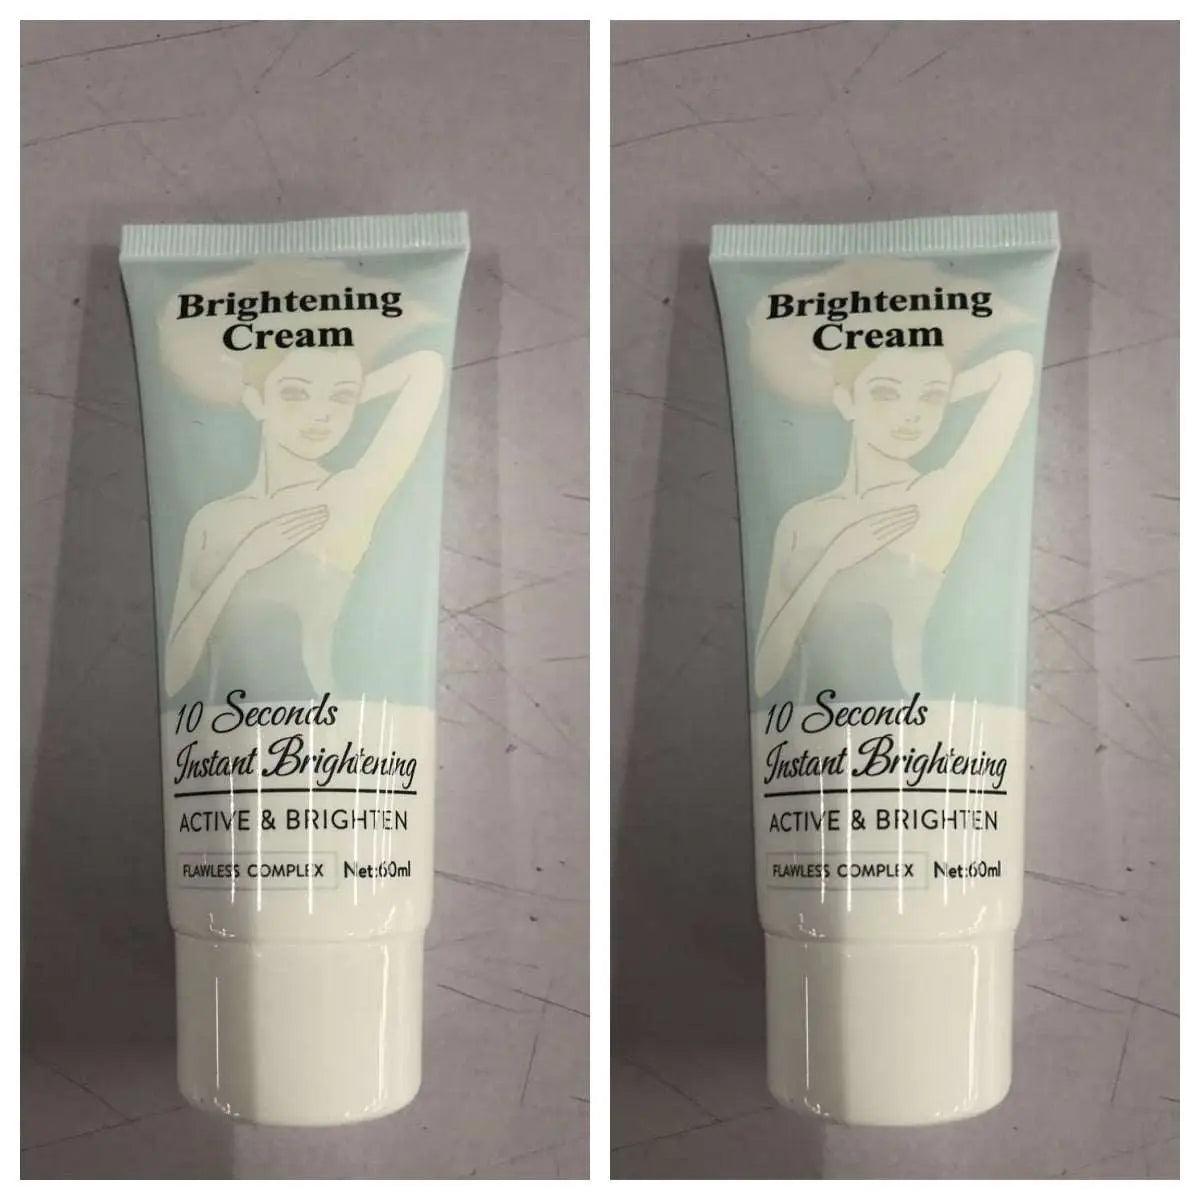 Brightening
Cream
10 Seconds
Instant Brightening
ACTIVE & BRIGHTEN
FLAWLESS COMPLEX Net:60ml
Brightening
Cream
10 Seconds
Instant Brightening
ACTIVE & BRIGHTEN
FLAWLESS COMPLEX Net:60ml